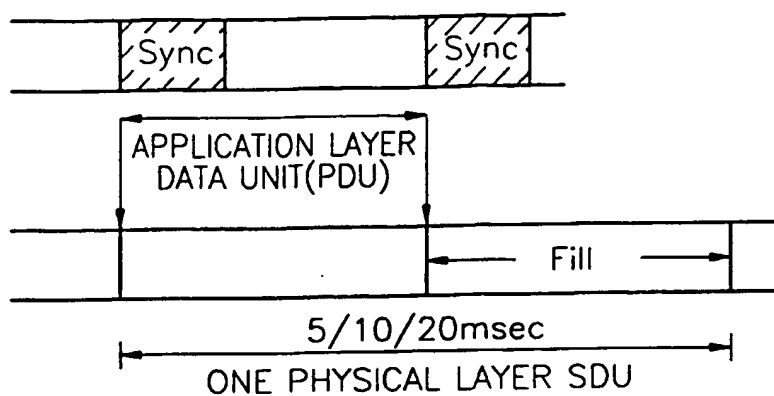 Sync
Sync
APPLICATION LAYER
DATA UNIT(PDU)
Fill
5/10/20msec
ONE PHYSICAL LAYER SDU